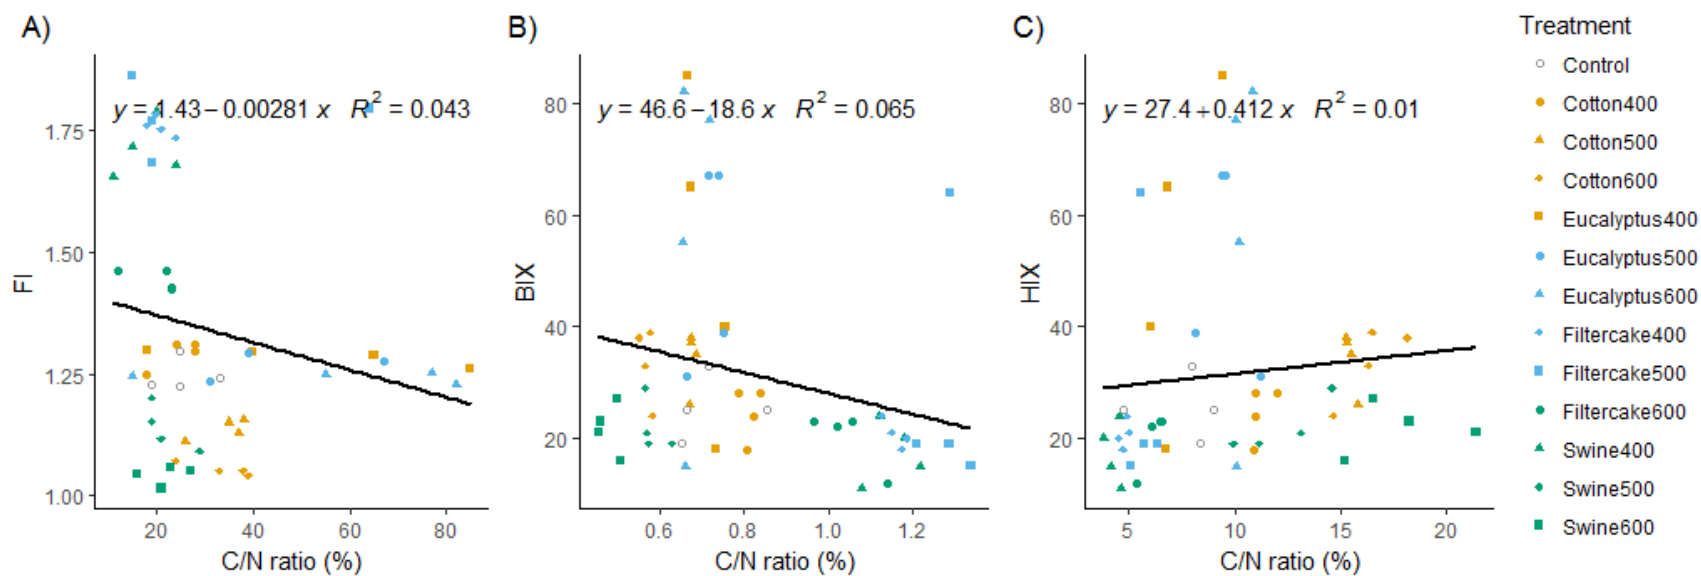 A)
y = 1.43 − 0.00281 x R² = 0.043
1.75
1.50
1.25
1.00
FI
20 40 60 80
C/N ratio (%)
B)
y = 46.6 − 18.6 x R² = 0.065
80
60
40
20
BIX
0.6 0.8 1.0 1.2
C/N ratio (%)
C)
y = 27.4 + 0.412 x R² = 0.01
80
60
40
20
HIX
5 10 15 20
C/N ratio (%)
Treatment
Control
Cotton400
Cotton500
Cotton600
Eucalyptus400
Eucalyptus500
Eucalyptus600
Filtercake400
Filtercake500
Filtercake600
Swine400
Swine500
Swine600